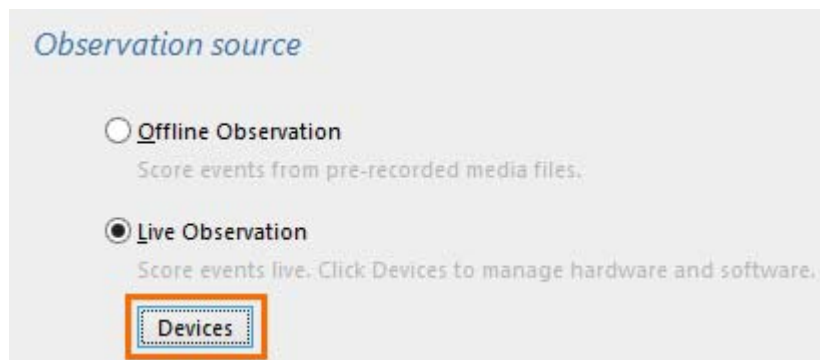 Observation source
Offline Observation
Score events from pre-recorded media files.
Live Observation
Score events live. Click Devices to manage hardware and software.
Devices